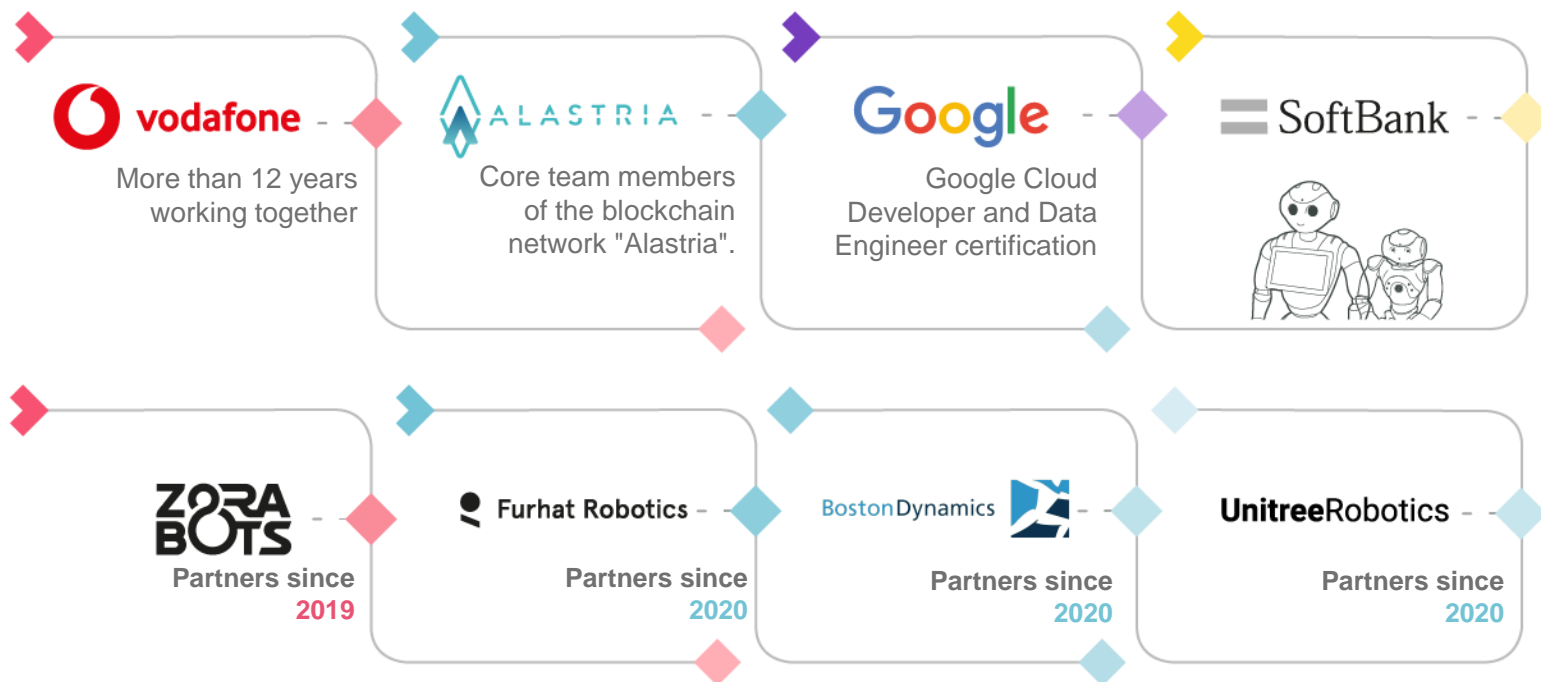 vodafone
More than 12 years
working together
ALASTRIA
Core team members
of the blockchain
network "Alastria".
Google
Google Cloud
Developer and Data
Engineer certification
SoftBank
ZORA
BOTS
Partners since
2019
Furhat Robotics
Partners since
2020
BostonDynamics
Partners since
2020
UnitreeRobotics
Partners since
2020